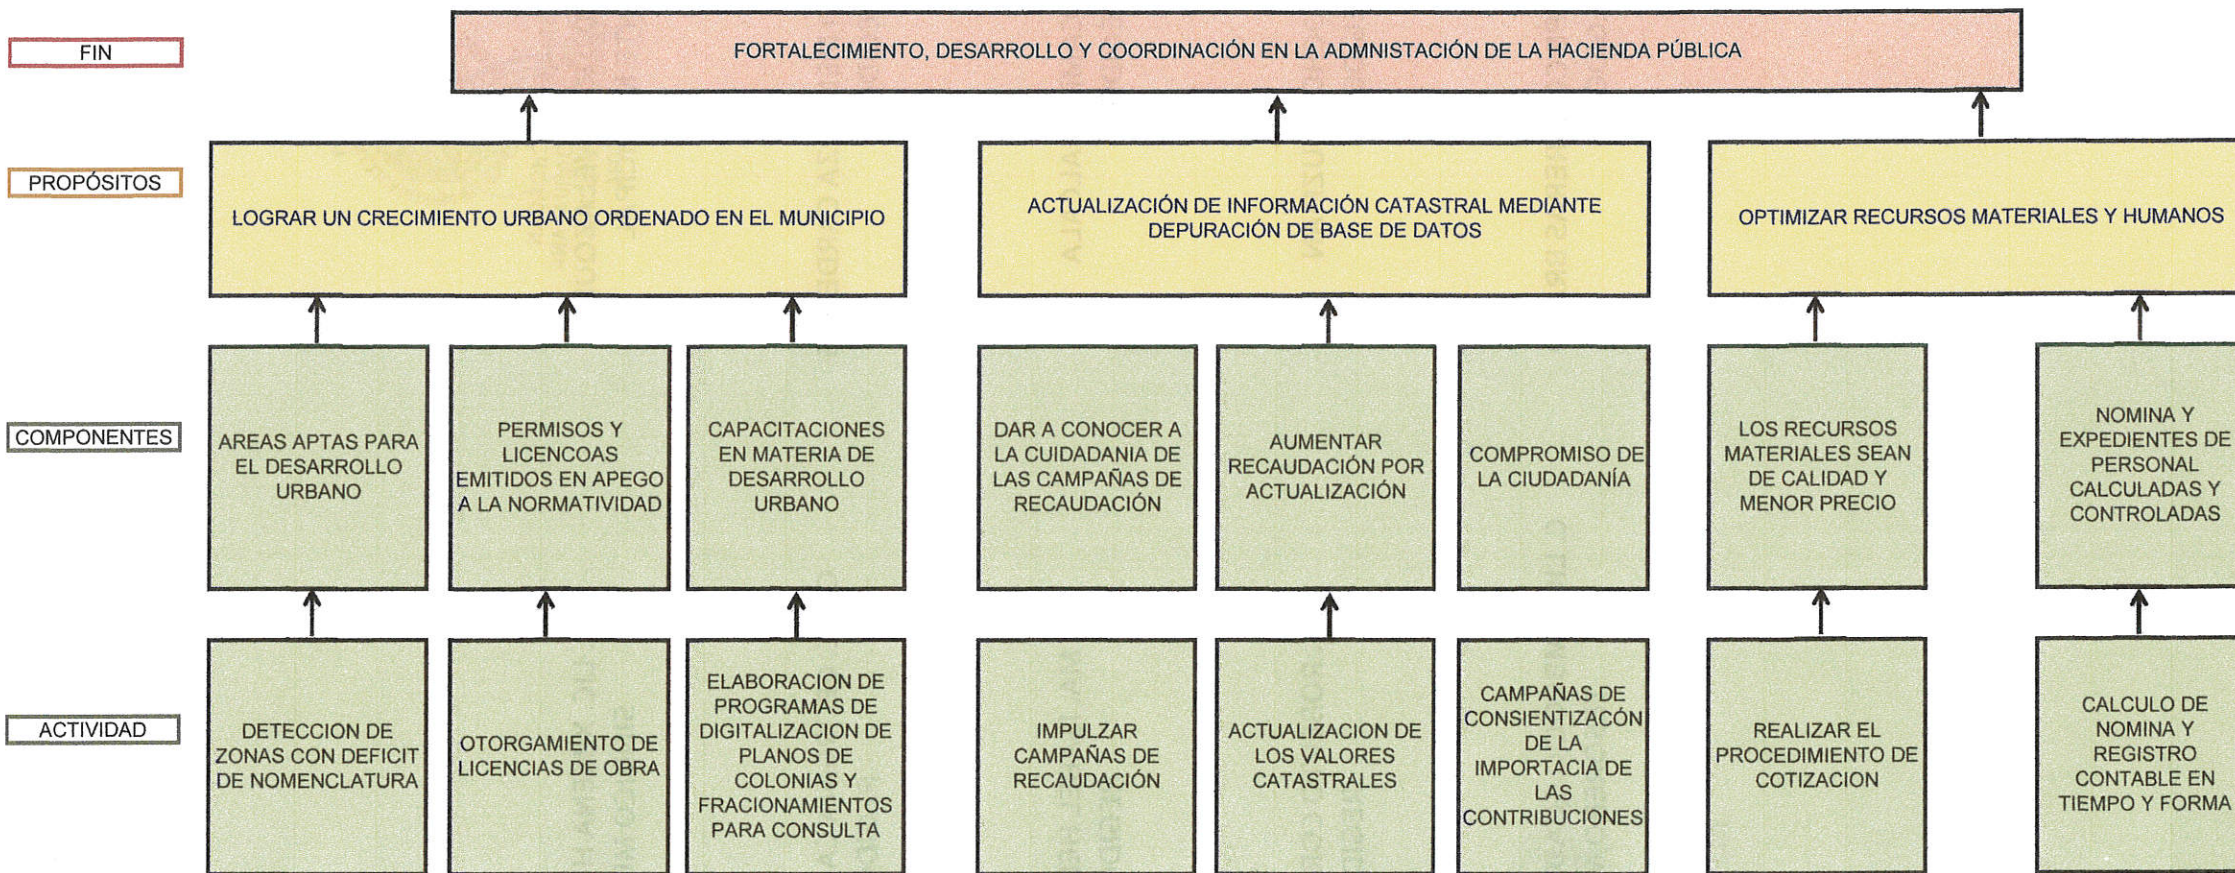 FIN
FORTALECIMIENTO, DESARROLLO Y COORDINACIÓN EN LA ADMNISTACIÓN DE LA HACIENDA PÚBLICA
PROPÓSITOS
LOGRAR UN CRECIMIENTO URBANO ORDENADO EN EL MUNICIPIO
ACTUALIZACIÓN DE INFORMACIÓN CATASTRAL MEDIANTE
DEPURACIÓN DE BASE DE DATOS
OPTIMIZAR RECURSOS MATERIALES Y HUMANOS
COMPONENTES
AREAS APTAS PARA
EL DESARROLLO
URBANO
PERMISOS Y
LICENCOAS
EMITIDOS EN APEGO
A LA NORMATIVIDAD
CAPACITACIONES
EN MATERIA DE
DESARROLLO
URBANO
DAR A CONOCER A
LA CUIDADANIA DE
LAS CAMPAÑAS DE
RECAUDACIÓN
AUMENTAR
RECAUDACIÓN POR
ACTUALIZACIÓN
COMPROMISO DE
LA CIUDADANÍA
LOS RECURSOS
MATERIALES SEAN
DE CALIDAD Y
MENOR PRECIO
NOMINA Y
EXPEDIENTES DE
PERSONAL
CALCULADAS Y
CONTROLADAS
ACTIVIDAD
DETECCION DE
ZONAS CON DEFICIT
DE NOMENCLATURA
OTORGAMIENTO DE
LICENCIAS DE OBRA
ELABORACION DE
PROGRAMAS DE
DIGITALIZACION DE
PLANOS DE
COLONIAS Y
FRACIONAMIENTOS
PARA CONSULTA
IMPULZAR
CAMPAÑAS DE
RECAUDACIÓN
ACTUALIZACION DE
LOS VALORES
CATASTRALES
CAMPAÑAS DE
CONSIENTIZACÓN
DE LA
IMPORTACIA DE
LAS
CONTRIBUCIONES
REALIZAR EL
PROCEDIMIENTO DE
COTIZACION
CALCULO DE
NOMINA Y
REGISTRO
CONTABLE EN
TIEMPO Y FORMA